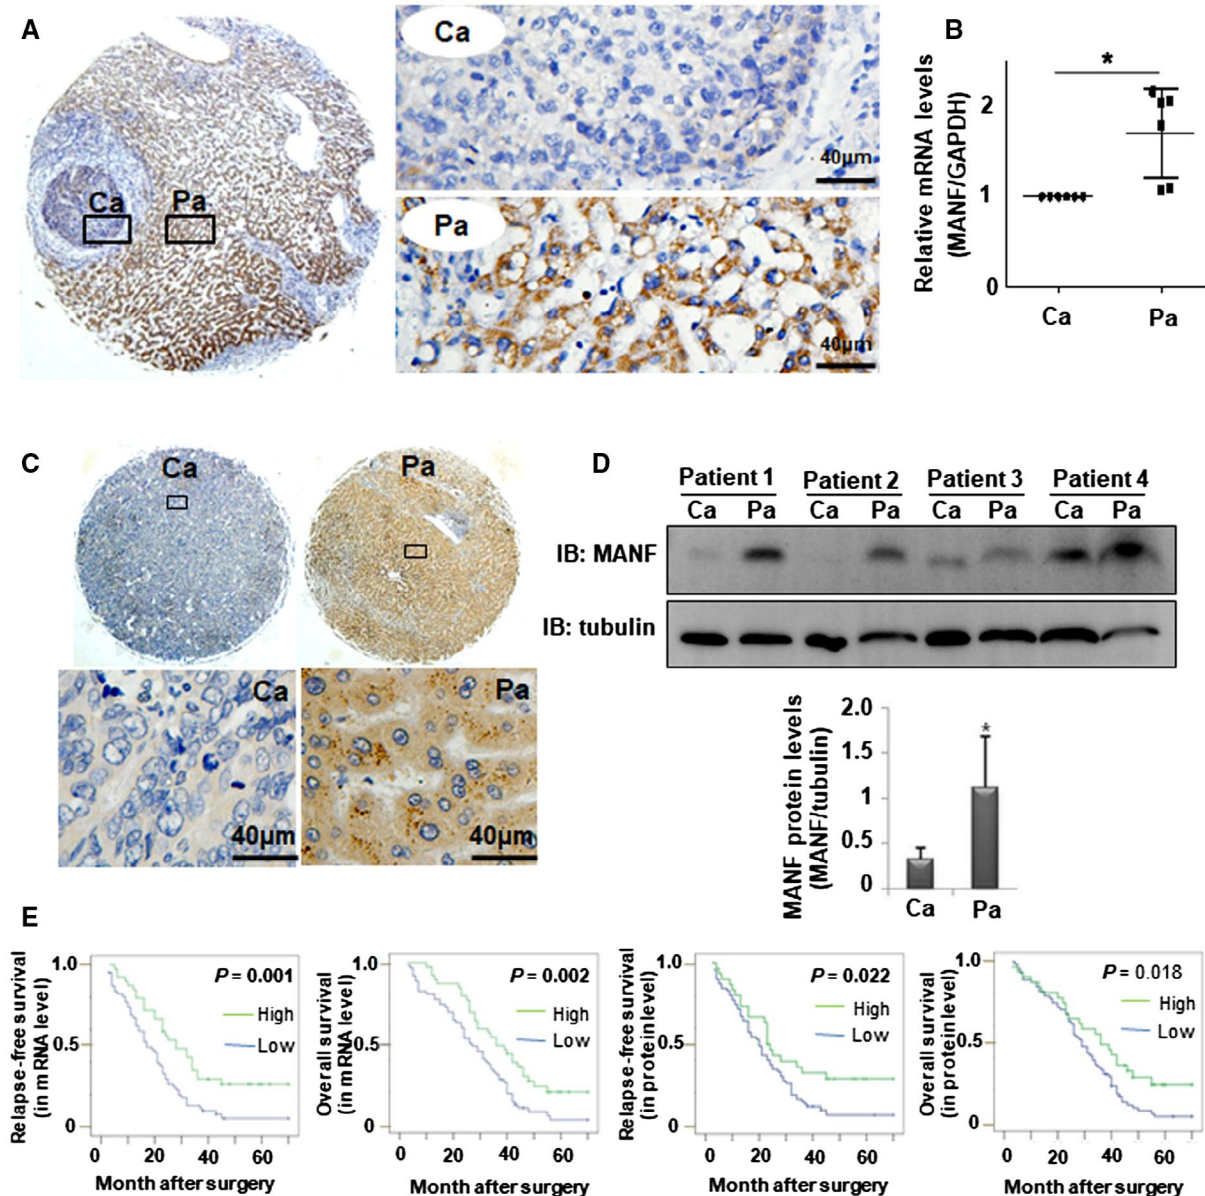 A
Ca
Pa
Ca
40μm
Pa
40μm
B
*
Relative mRNA levels
(MANF/GAPDH)
2
1
0
Ca Pa
C
Ca
Pa
Ca
40μm
Pa
40μm
D
Patient 1 Patient 2 Patient 3 Patient 4
Ca Pa Ca Pa Ca Pa Ca Pa
IB: MANF
IB: tubulin
MANF protein levels
(MANF/tubulin)
2.0
1.5
1
0.5
0
*
Ca Pa
E
Relapse-free survival
(in mRNA level)
1.0
0.5
0
P = 0.001
High
Low
0 20 40 60
Month after surgery
Overall survival
(in mRNA level)
1.0
0.5
0
P = 0.002
High
Low
0 20 40 60
Month after surgery
Relapse-free survival
(in protein level)
1.0
0.5
0
P = 0.022
High
Low
0 20 40 60
Month after surgery
Overall survival
(in protein level)
1.0
0.5
0
P = 0.018
High
Low
0 20 40 60
Month after surgery